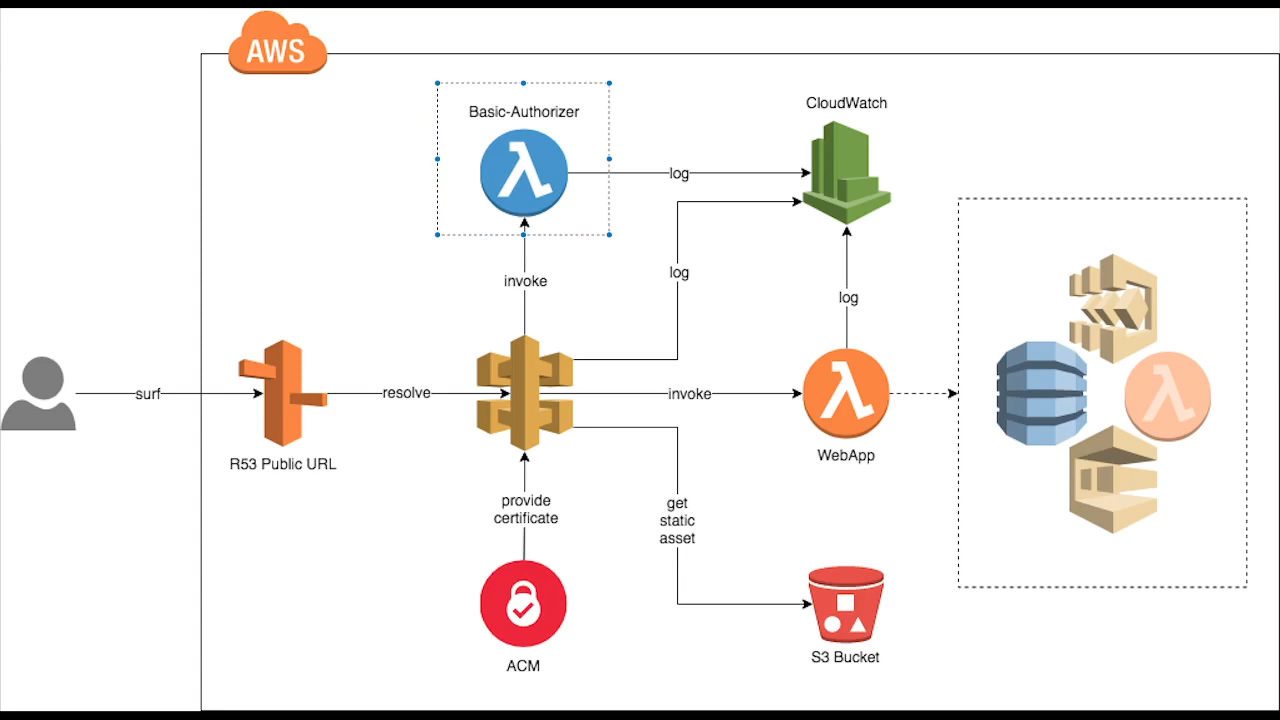 AWS
Basic-Authorizer
CloudWatch
log
invoke
log
log
surf
resolve
invoke
R53 Public URL
WebApp
provide
certificate
get
static
asset
ACM
S3 Bucket